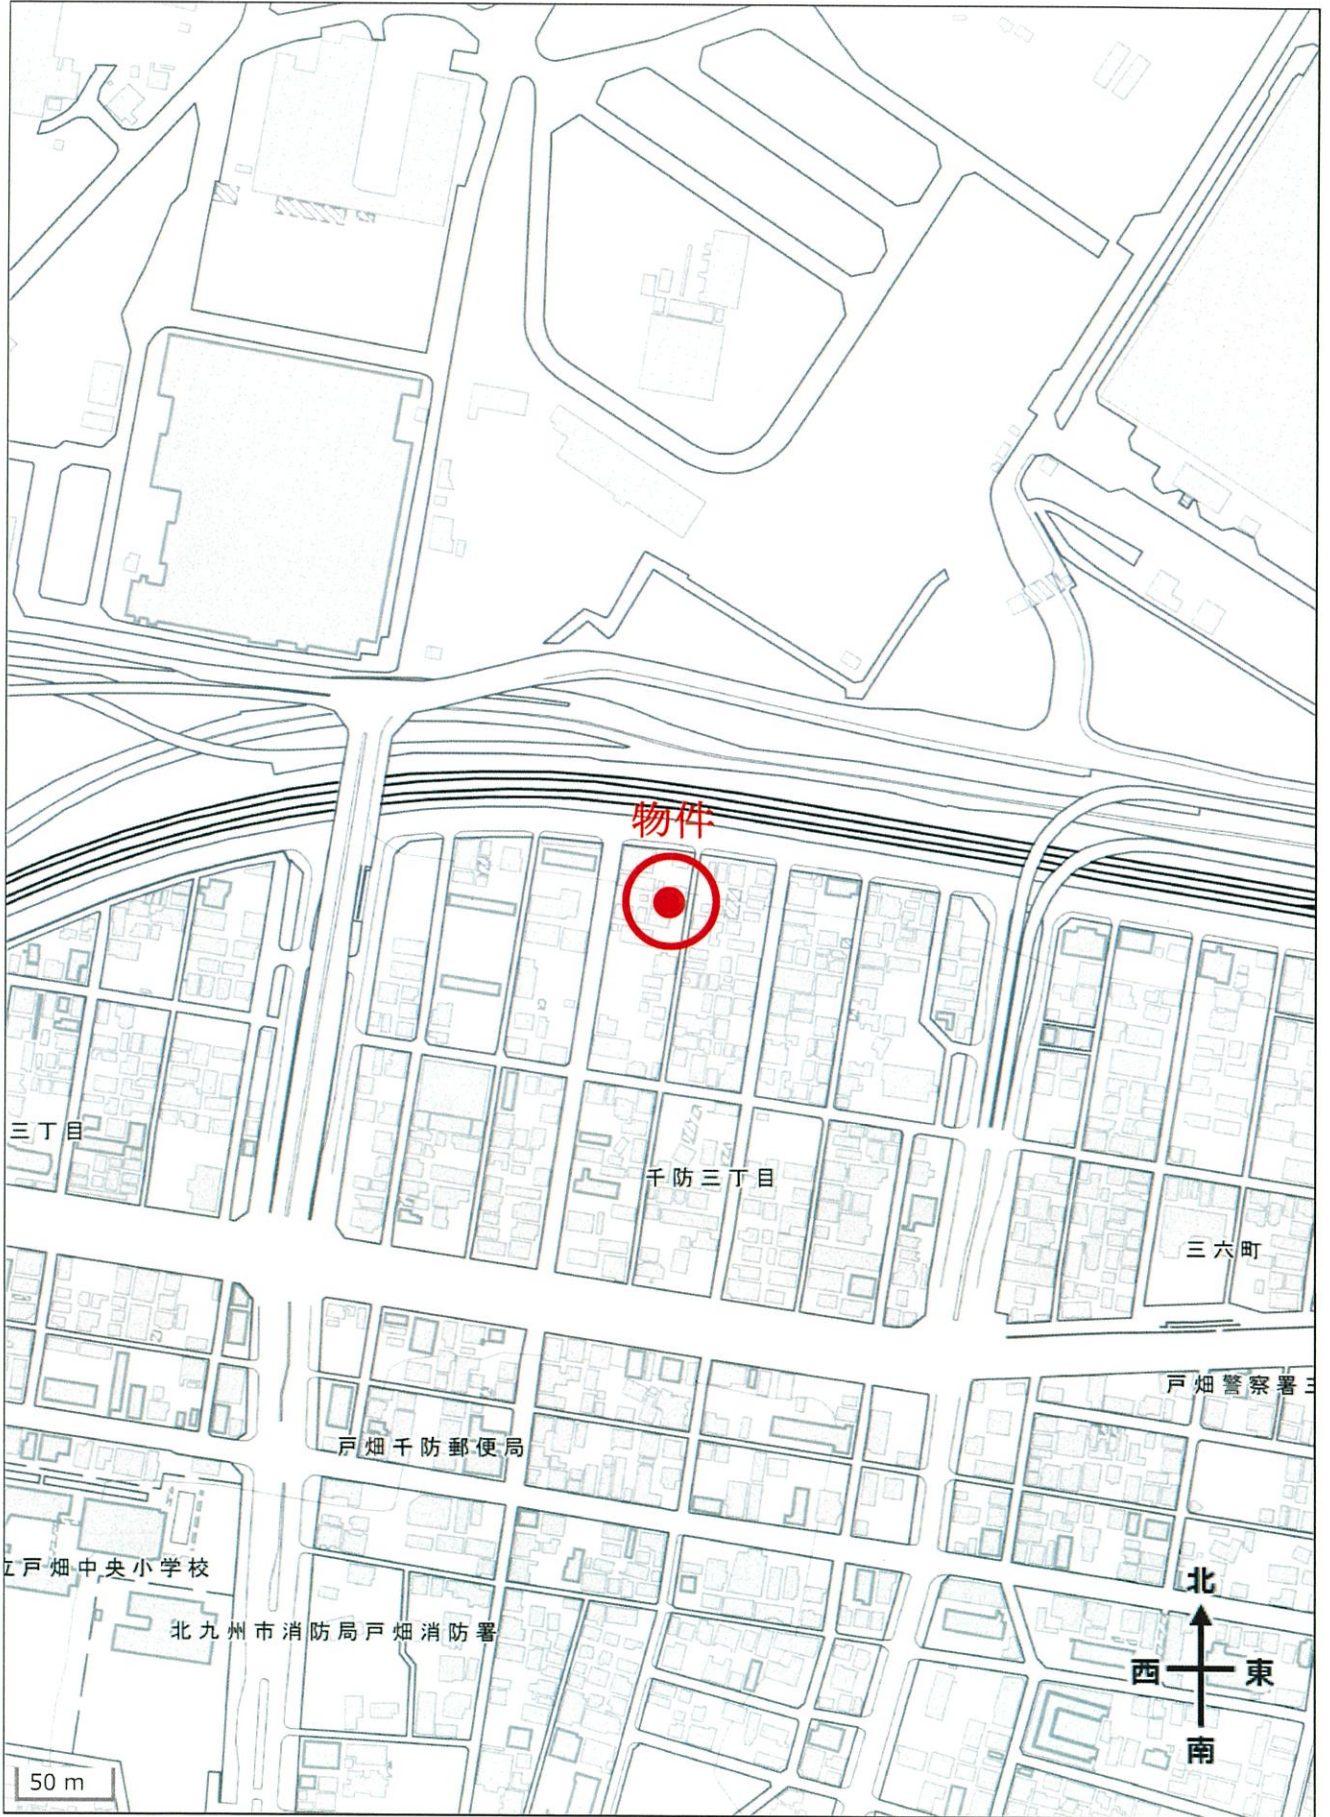 物件
三丁目
千防三丁目
三六町
戸畑警察署三
戸畑千防郵便局
立戸畑中央小学校
北九州市消防局戸畑消防署
北
西
東
南
50 m